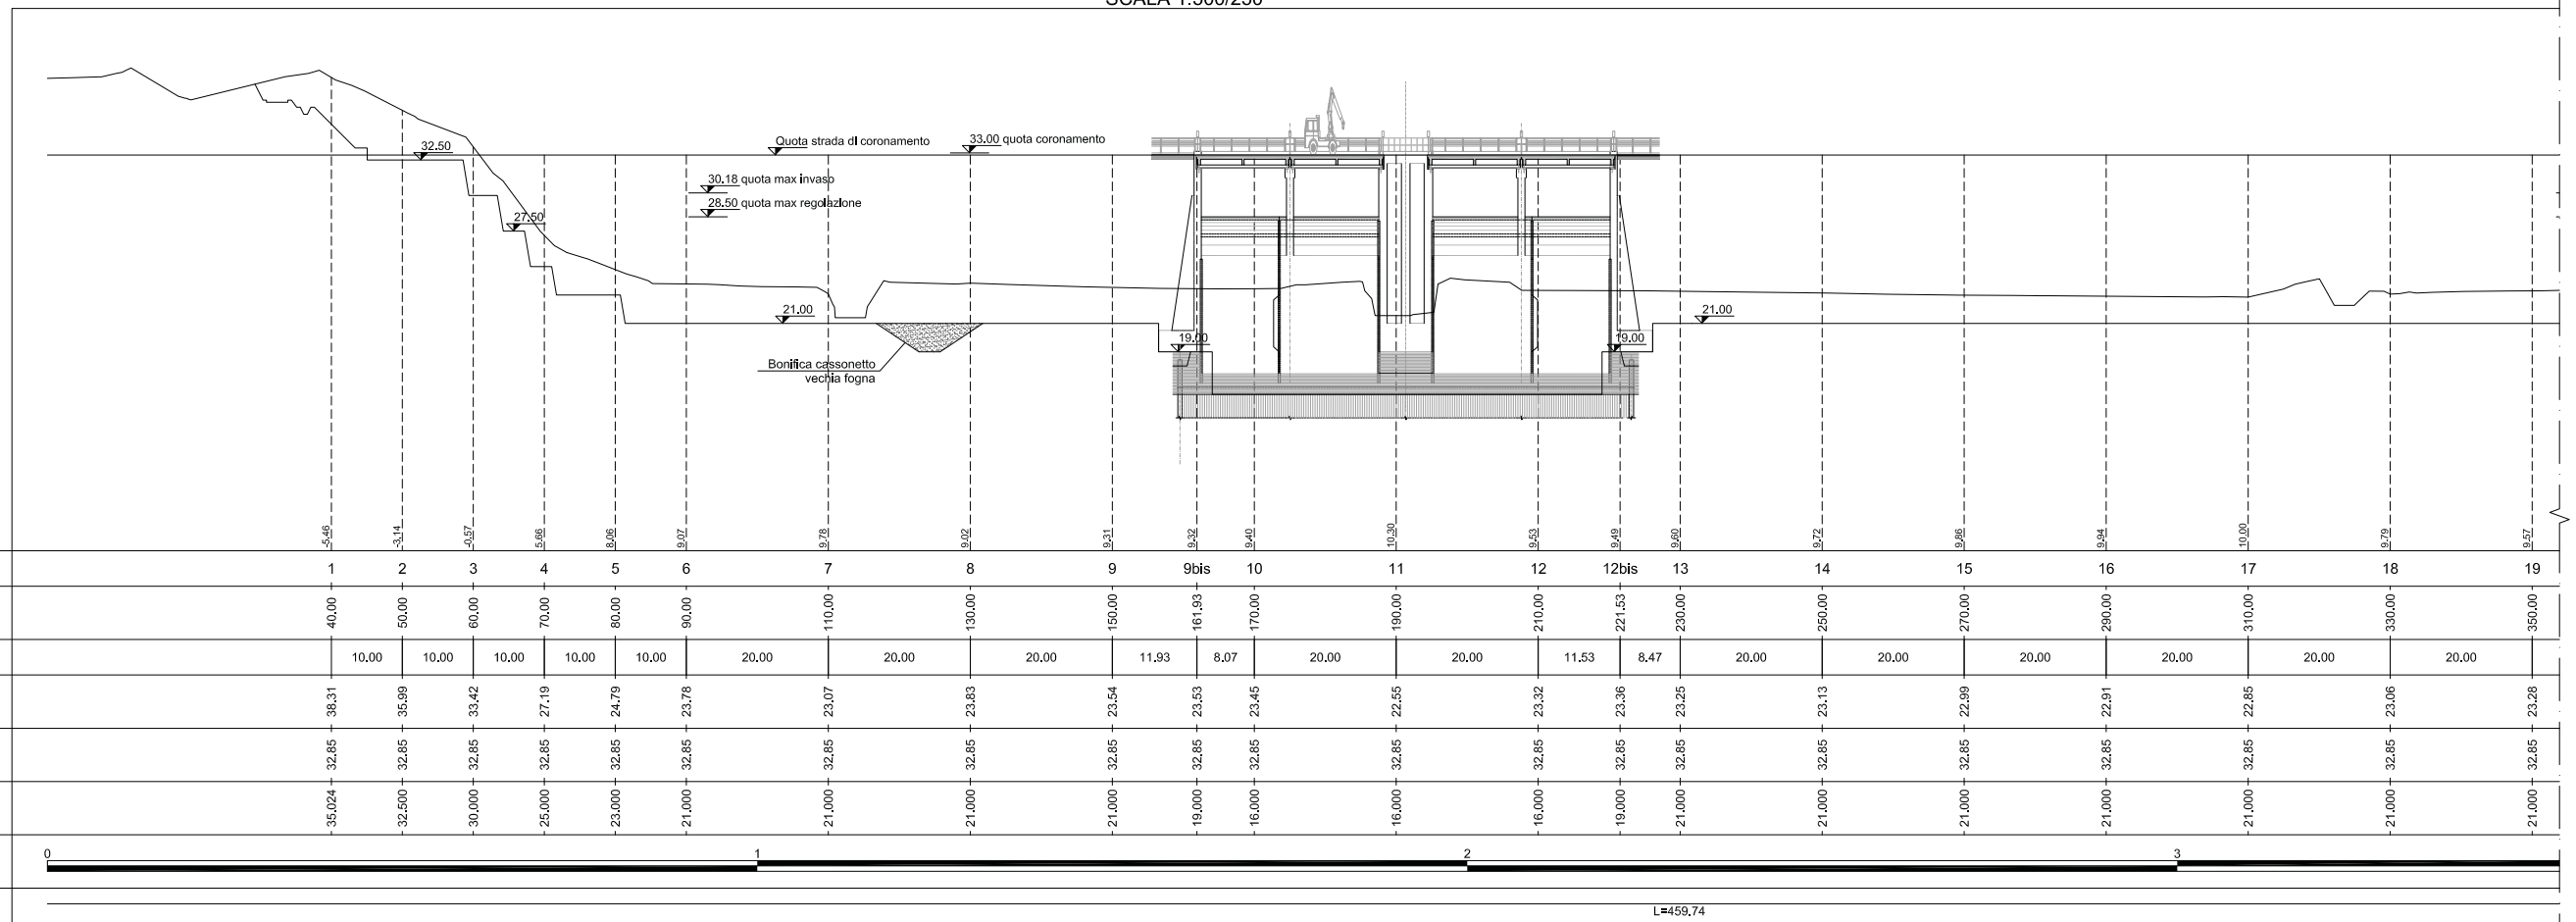 SCALA 1:500/250
Quota strada di coronamento
33.00 quota coronamento
32.50
30.18 quota max invaso
28.50 quota max regolazione
27.50
21.00
21.00
19.00
19.00
Bonifica cassonetto
vechia fogna
-5.46 -3.14 -0.57 5.66 8.06 9.07 9.78 9.02 9.31 9.32 9.40 10.30 9.53 9.49 9.60 9.72 9.86 9.94 10.00 9.79 9.57
1 2 3 4 5 6 7 8 9 9bis 10 11 12 12bis 13 14 15 16 17 18 19
40.00 50.00 60.00 70.00 80.00 90.00 110.00 130.00 150.00 161.93 170.00 190.00 210.00 221.53 230.00 250.00 270.00 290.00 310.00 330.00 350.00
10.00 10.00 10.00 10.00 10.00 20.00 20.00 20.00 11.93 8.07 20.00 20.00 11.53 8.47 20.00 20.00 20.00 20.00 20.00 20.00
38.31 35.99 33.42 27.19 24.79 23.78 23.07 23.83 23.54 23.53 23.45 22.55 23.32 23.36 23.25 23.13 22.99 22.91 22.85 23.06 23.28
32.85 32.85 32.85 32.85 32.85 32.85 32.85 32.85 32.85 32.85 32.85 32.85 32.85 32.85 32.85 32.85 32.85 32.85 32.85 32.85 32.85
35.024 32.500 30.000 25.000 23.000 21.000 21.000 21.000 21.000 19.000 16.000 16.000 16.000 19.000 21.000 21.000 21.000 21.000 21.000 21.000 21.000
0 1 2 3
L=459.74